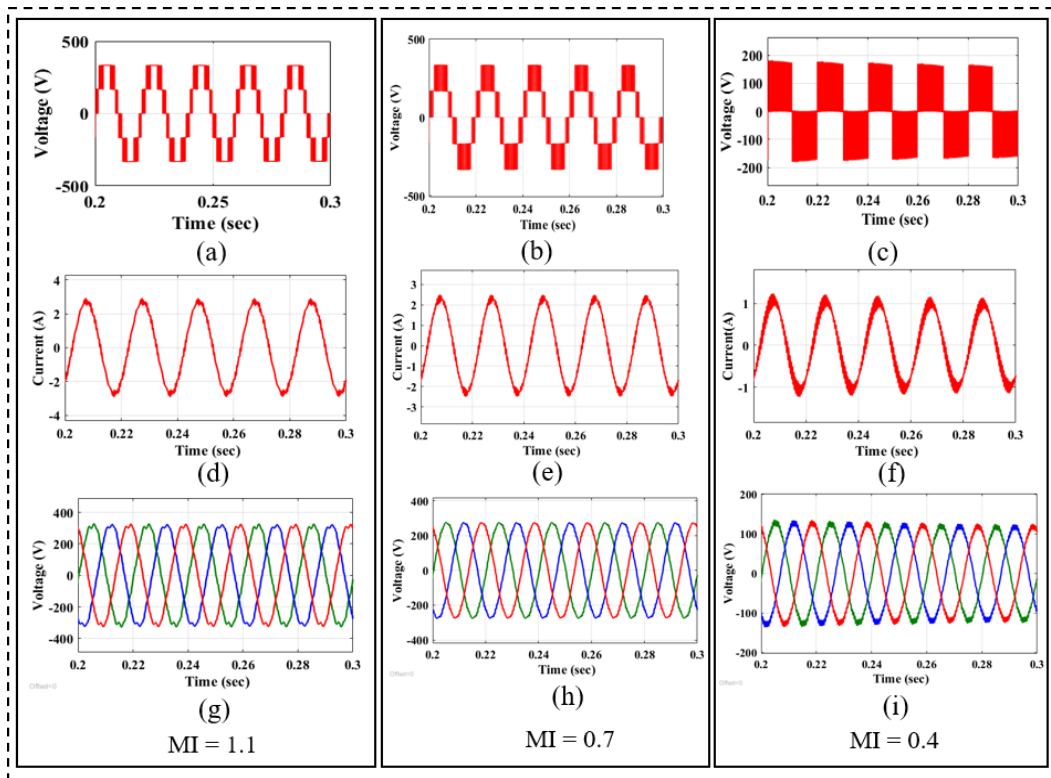 500
0
-500
Voltage (V)
0.2
0.25
0.3
Time (sec)
(a)
500
0
-500
Voltage (V)
0.2
0.22
0.24
0.26
0.28
0.3
Time (sec)
(b)
200
100
0
-100
-200
Voltage (V)
0.2
0.22
0.24
0.26
0.28
0.3
Time (sec)
(c)
4
2
0
-2
-4
Current (A)
0.2
0.22
0.24
0.26
0.28
0.3
Time (sec)
(d)
3
2
1
0
-1
-2
-3
Current (A)
0.2
0.22
0.24
0.26
0.28
0.3
Time (sec)
(e)
1
0
-1
Current(A)
0.2
0.22
0.24
0.26
0.28
0.3
Time (sec)
(f)
400
200
0
-200
-400
Voltage (V)
0.2
0.22
0.24
0.26
0.28
0.3
Time (sec)
Offset=0
(g)
400
200
0
-200
-400
Voltage (V)
0.2
0.22
0.24
0.26
0.28
0.3
Time (sec)
Offset=0
(h)
200
100
0
-100
-200
Voltage (V)
0.2
0.22
0.24
0.26
0.28
0.3
Time (sec)
Offset=0
(i)
MI = 1.1
MI = 0.7
MI = 0.4